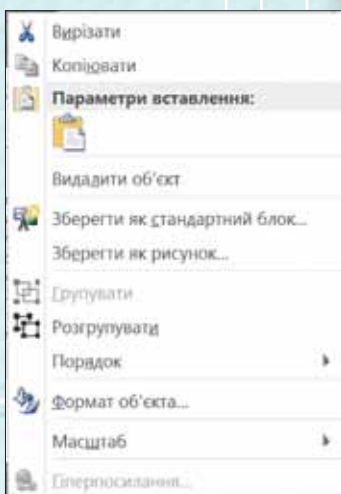 Вирізати
Копіювати
Параметри вставлення:
Видадити об'єкт
Зберегти як стандартний блок...
Зберегти як рисунок...
Групувати
Розгрупувати
Порядок
Формат об'єкта...
Масштаб
Гіперпосилання...